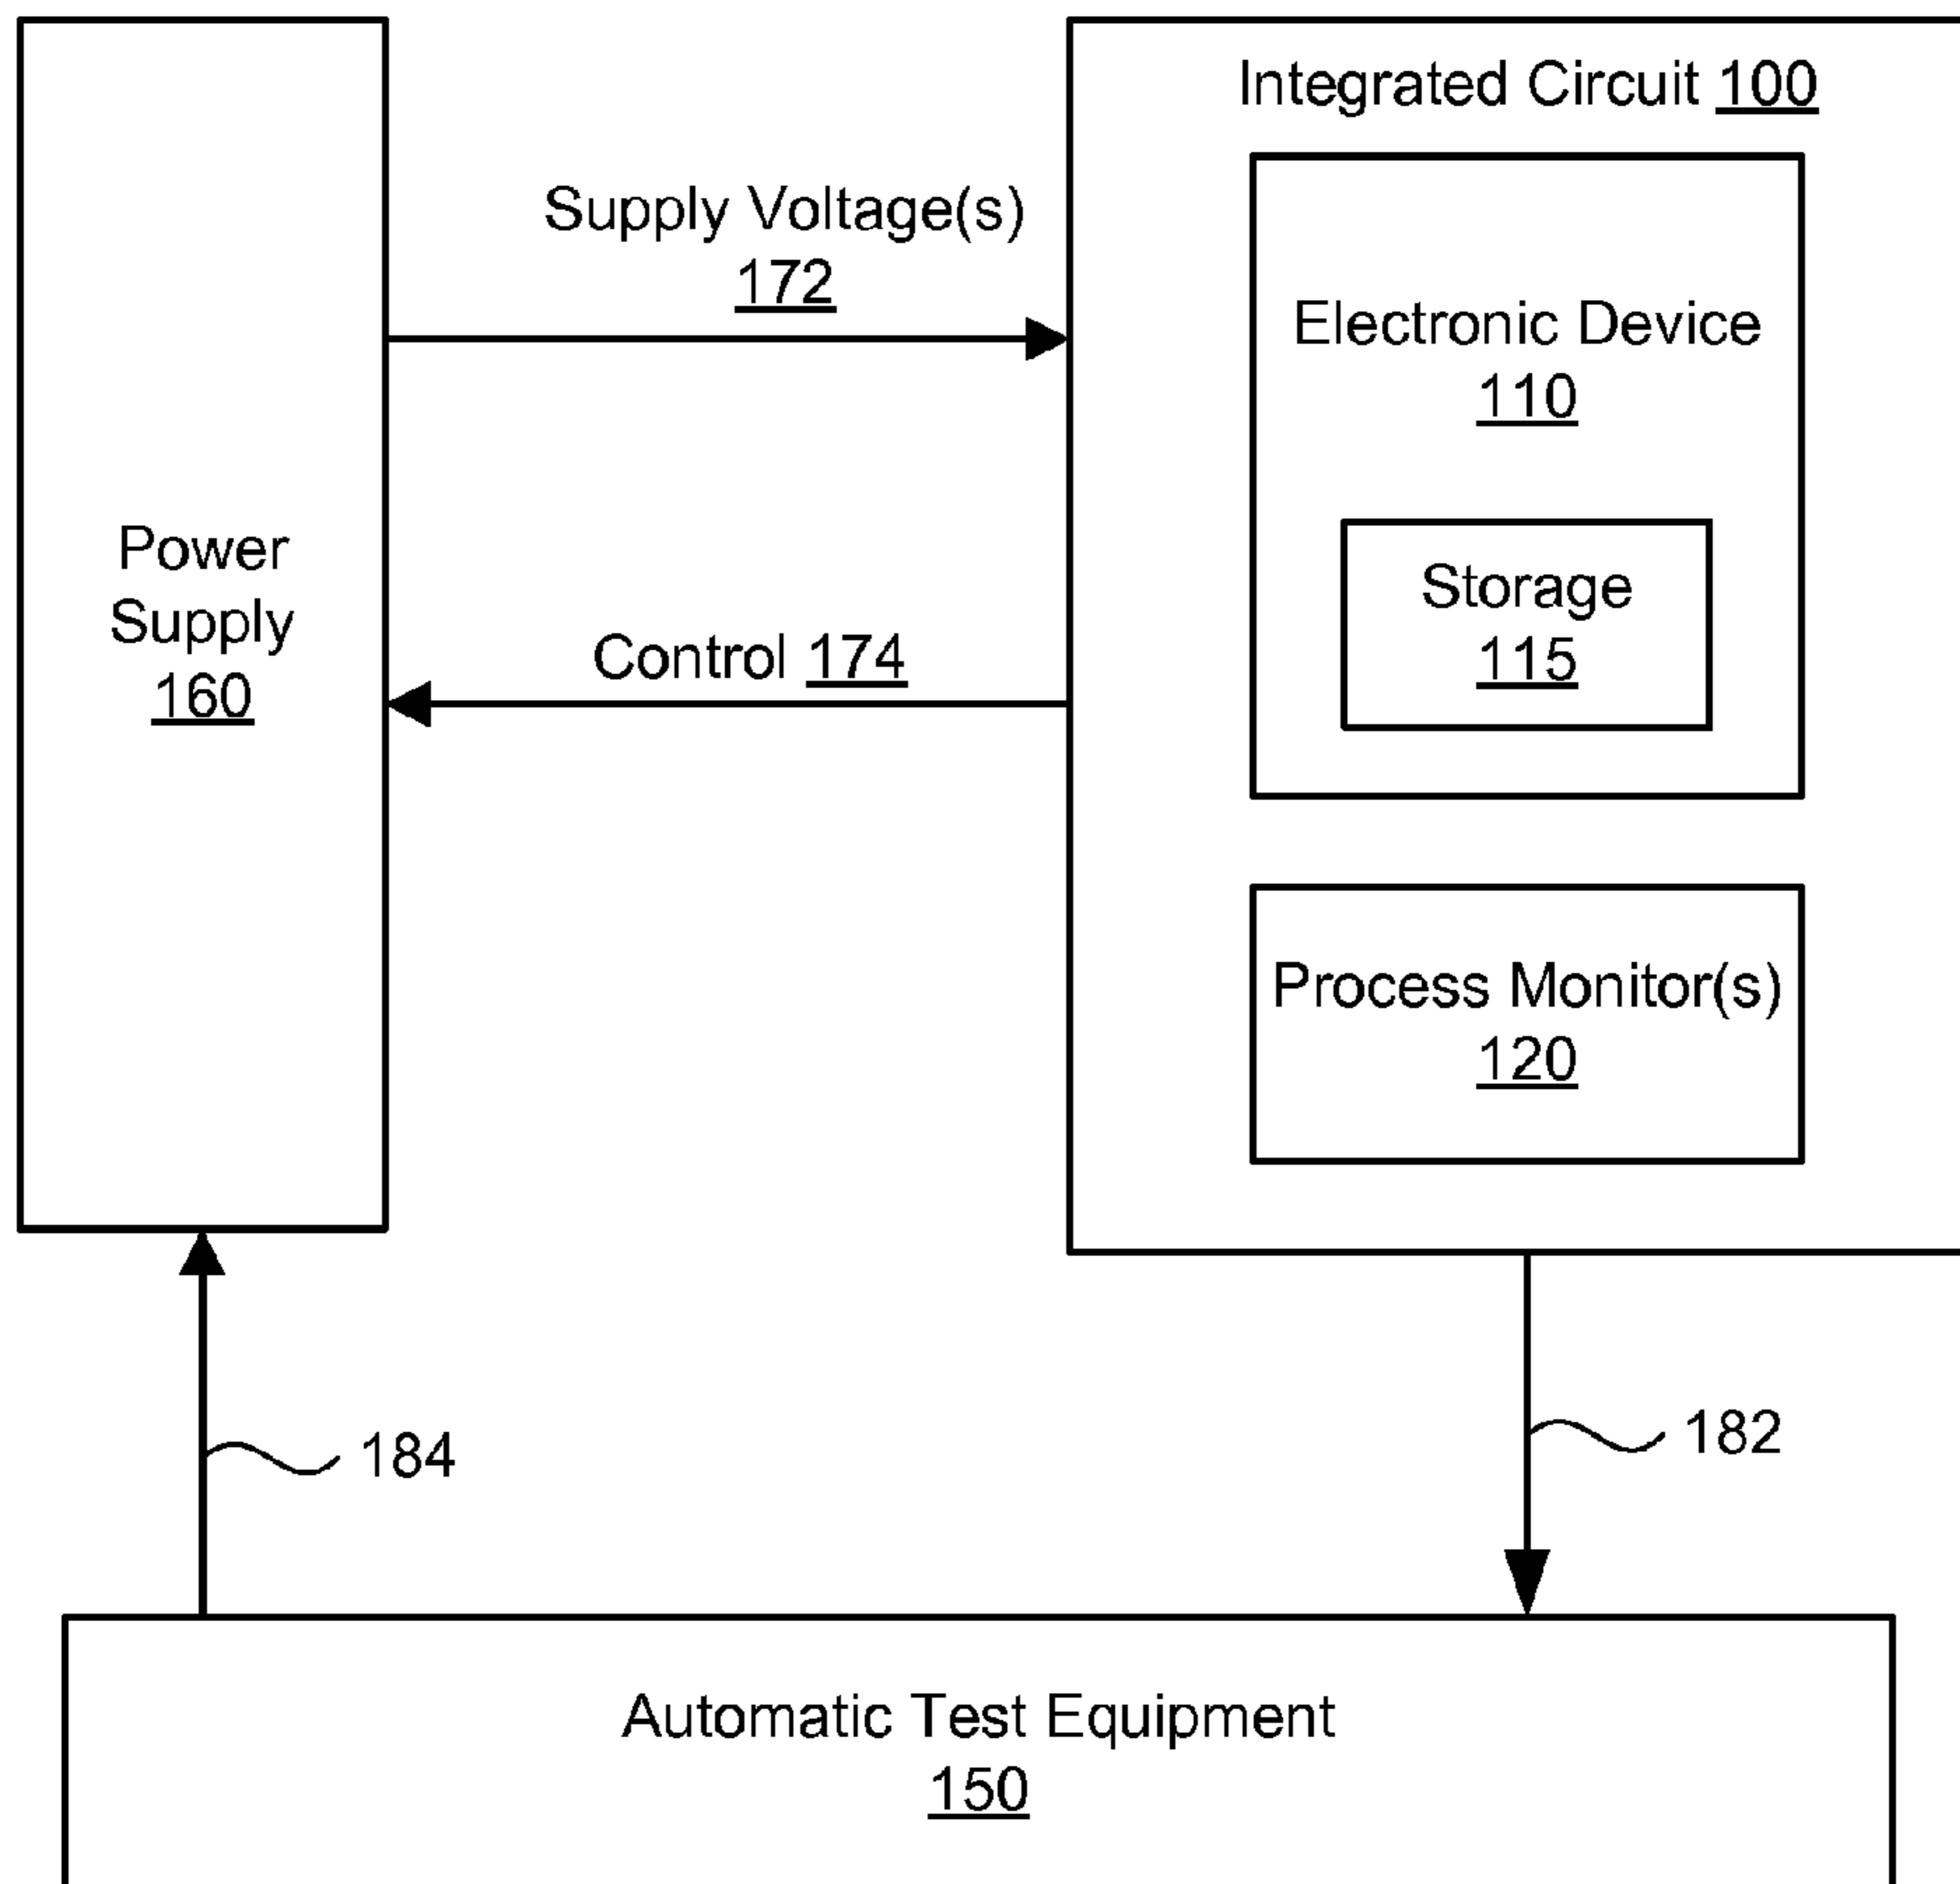 Integrated Circuit 100
Supply Voltage(s)
172
Electronic Device
110
Power
Supply
160
Storage
115
Control 174
Process Monitor(s)
120
184
182
Automatic Test Equipment
150